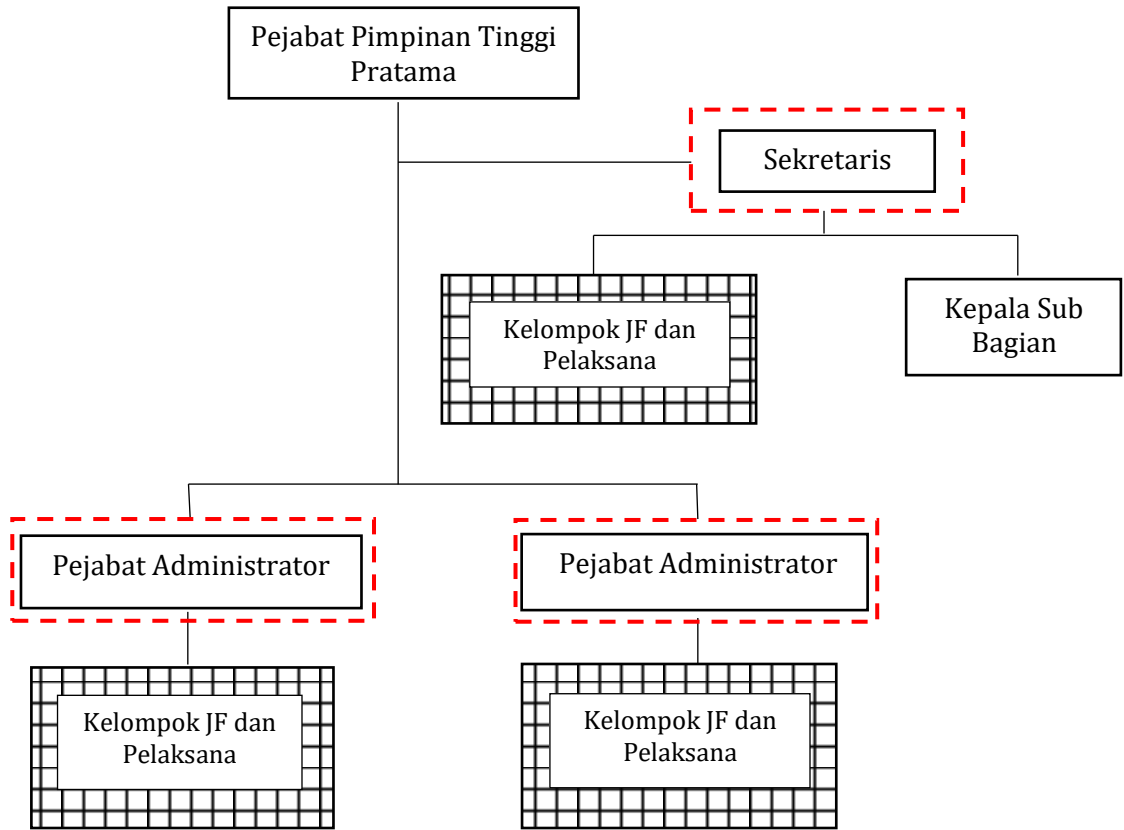 Pejabat Pimpinan Tinggi
Pratama
Sekretaris
Kelompok JF dan
Pelaksana
Kepala Sub
Bagian
Pejabat Administrator
Pejabat Administrator
Kelompok JF dan
Pelaksana
Kelompok JF dan
Pelaksana